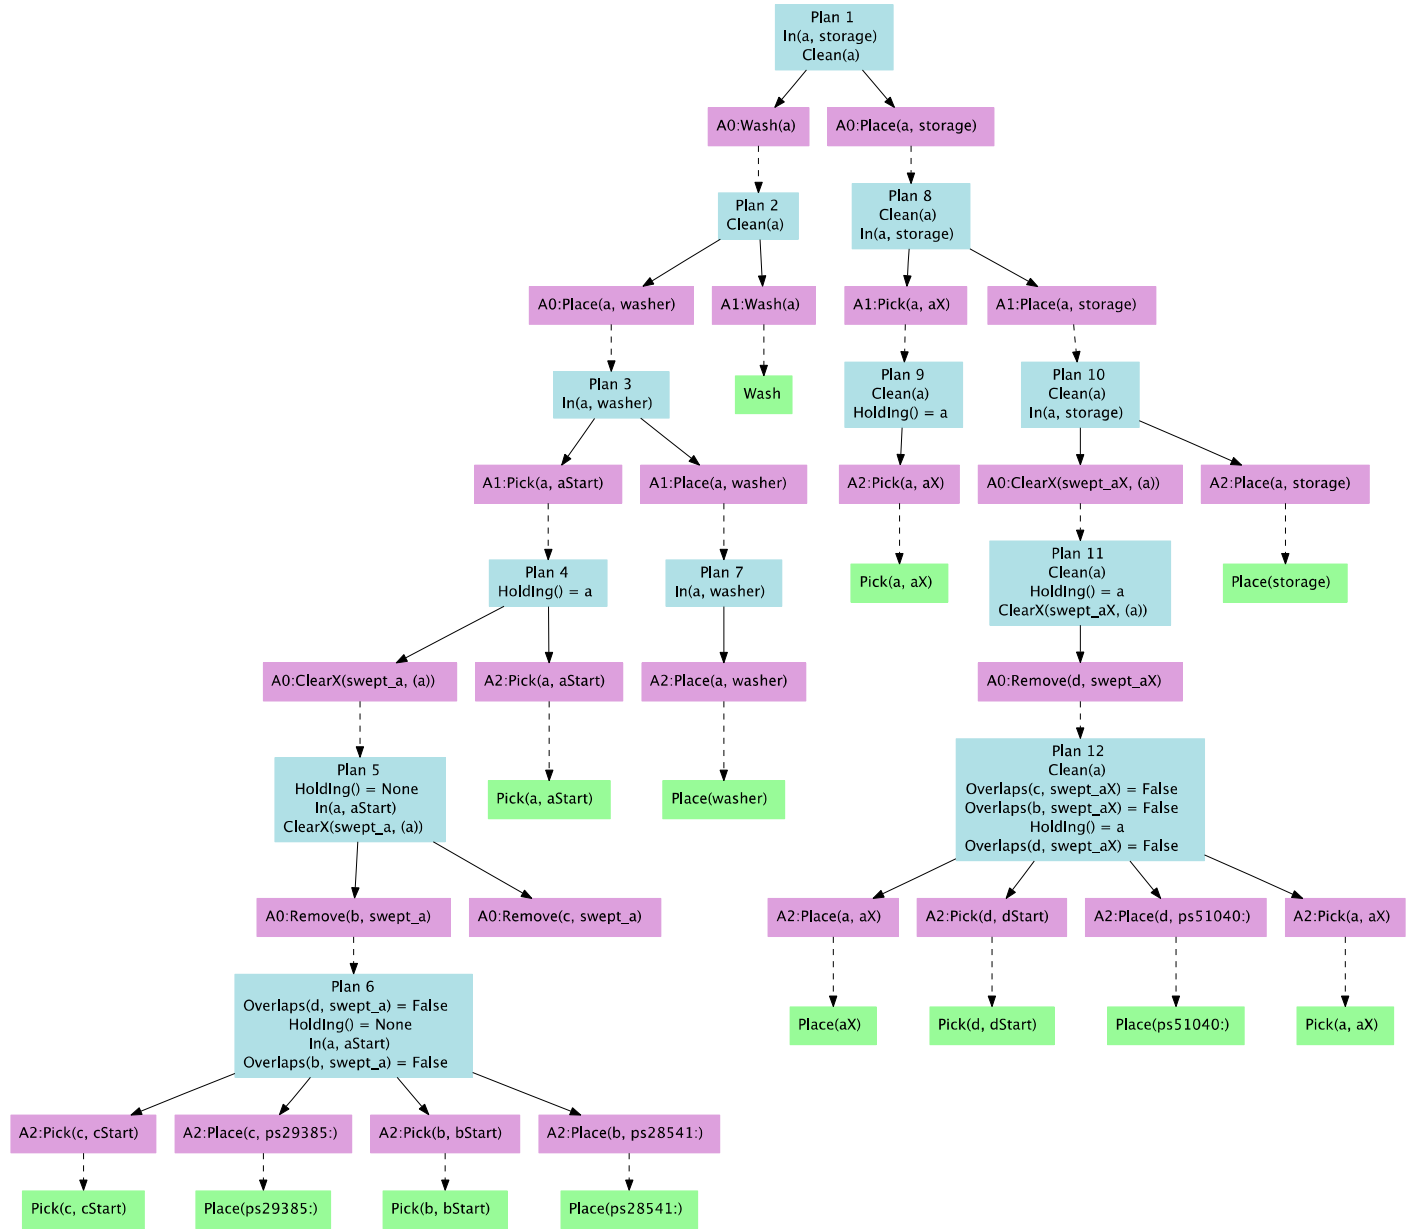 Plan 1
In(a, storage)
Clean(a)
A0:Wash(a)
A0:Place(a, storage)
Plan 2
Clean(a)
Plan 8
Clean(a)
In(a, storage)
A0:Place(a, washer)
A1:Wash(a)
A1:Pick(a, aX)
A1:Place(a, storage)
Plan 3
In(a, washer)
Wash
Plan 9
Clean(a)
HoldIng() = a
Plan 10
Clean(a)
In(a, storage)
A1:Pick(a, aStart)
A1:Place(a, washer)
A2:Pick(a, aX)
A0:ClearX(swept_aX, (a))
A2:Place(a, storage)
Plan 4
HoldIng() = a
Plan 7
In(a, washer)
Pick(a, aX)
Plan 11
Clean(a)
HoldIng() = a
ClearX(swept_aX, (a))
Place(storage)
A0:ClearX(swept_a, (a))
A2:Pick(a, aStart)
A2:Place(a, washer)
A0:Remove(d, swept_aX)
Plan 5
HoldIng() = None
In(a, aStart)
ClearX(swept_a, (a))
Pick(a, aStart)
Place(washer)
Plan 12
Clean(a)
Overlaps(c, swept_aX) = False
Overlaps(b, swept_aX) = False
HoldIng() = a
Overlaps(d, swept_aX) = False
A0:Remove(b, swept_a)
A0:Remove(c, swept_a)
A2:Place(a, aX)
A2:Pick(d, dStart)
A2:Place(d, ps51040:)
A2:Pick(a, aX)
Plan 6
Overlaps(d, swept_a) = False
HoldIng() = None
In(a, aStart)
Overlaps(b, swept_a) = False
Place(aX)
Pick(d, dStart)
Place(ps51040:)
Pick(a, aX)
A2:Pick(c, cStart)
A2:Place(c, ps29385:)
A2:Pick(b, bStart)
A2:Place(b, ps28541:)
Pick(c, cStart)
Place(ps29385:)
Pick(b, bStart)
Place(ps28541:)